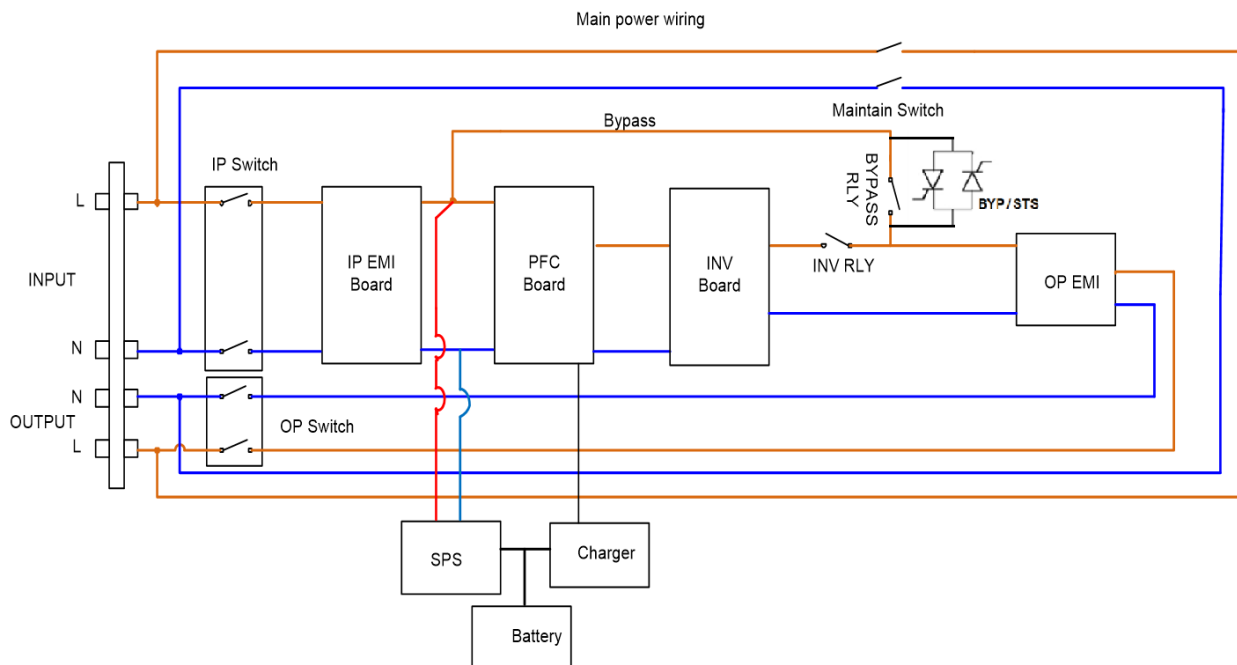 Main power wiring
Maintain Switch
Bypass
IP Switch
BYPASS
RLY
BYP / STS
L
IP EMI
Board
PFC
Board
INV
Board
INV RLY
OP EMI
INPUT
N
N
OUTPUT
OP Switch
L
SPS
Charger
Battery